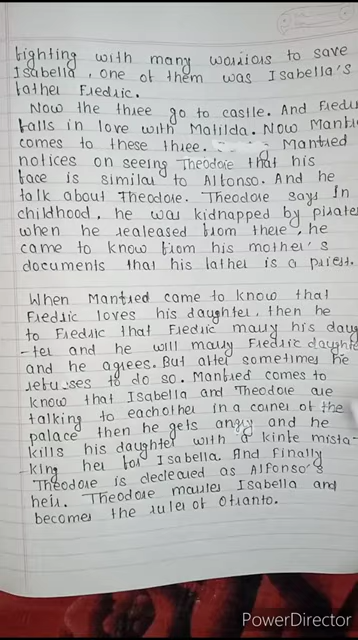 fighting with many worriors to save
Isabella, one of them was Isabella's
father Fredric.
Now the three go to castle. And Fredric
falls in love with Matilda. Now Manfred
comes to these three. Manfred
notices on seeing Theodore that his
face is similar to Alfonso. And he
talk about Theodore. Theodore says In
childhood, he was kidnapped by pirates
when he realeased from there, he
came to know from his mother's
documents that his father is a priest.
When Manfred came to know that
Fredric loves his daughter, then he
to Fredric that Fredric marry his daugh
-ter and he will marry Fredric daughte
and he agrees. But after sometimes he
refusses to do so. Manfred comes to
know that Isabella and Theodore are
talking to eachother in a corner of the
palace then he gets angry and he
kills his daughter with a knife mista-
-king her for Isabella. And Finally
Theodore is decleared as Alfonso's
heir. Theodore marries Isabella and
becomes the ruler of Otranto.
PowerDirector